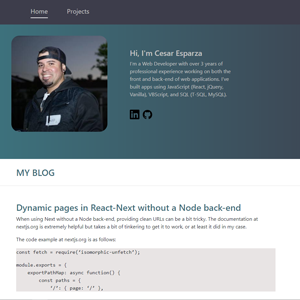 Home Projects
Hi, I'm Cesar Esparza
I'm a Web Developer with over 3 years of
professional experience working on both the
front and back-end of web applications. I've
built apps using JavaScript (React, jQuery,
Vanilla), VBScript, and SQL (T-SQL, MySQL).
MY BLOG
Dynamic pages in React-Next without a Node back-end
When using Next without a Node back-end, providing clean URLs can be a bit tricky. The documentation at
nextjs.org is extremely helpful but takes a bit of tinkering to get it to work, or at least it did in my case.
The code example at nextjs.org is as follows:
const fetch = require("isomorphic-unfetch");
module.exports = {
exportPathMap: async function() {
const paths = {
"/": { page: "/" },